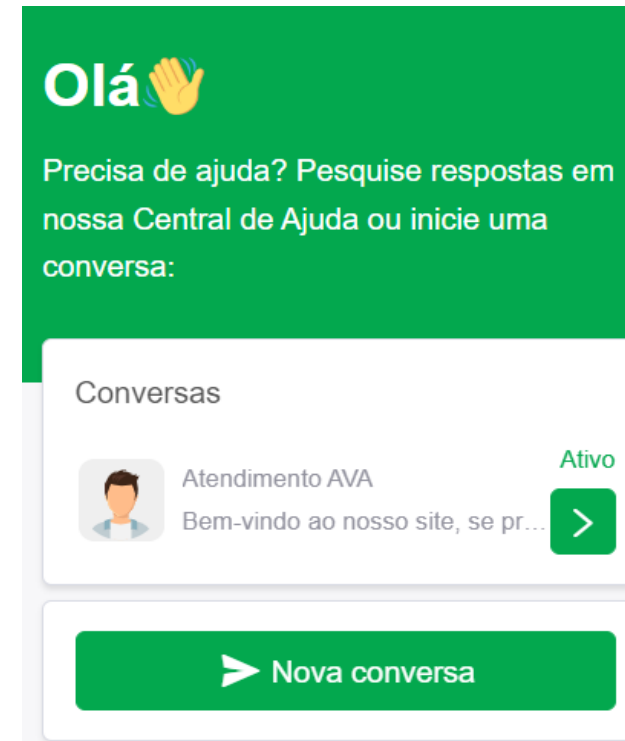 Olá👋
Precisa de ajuda? Pesquise respostas em
nossa Central de Ajuda ou inicie uma
conversa:
Conversas
Ativo
Atendimento AVA
Bem-vindo ao nosso site, se pr...
Nova conversa